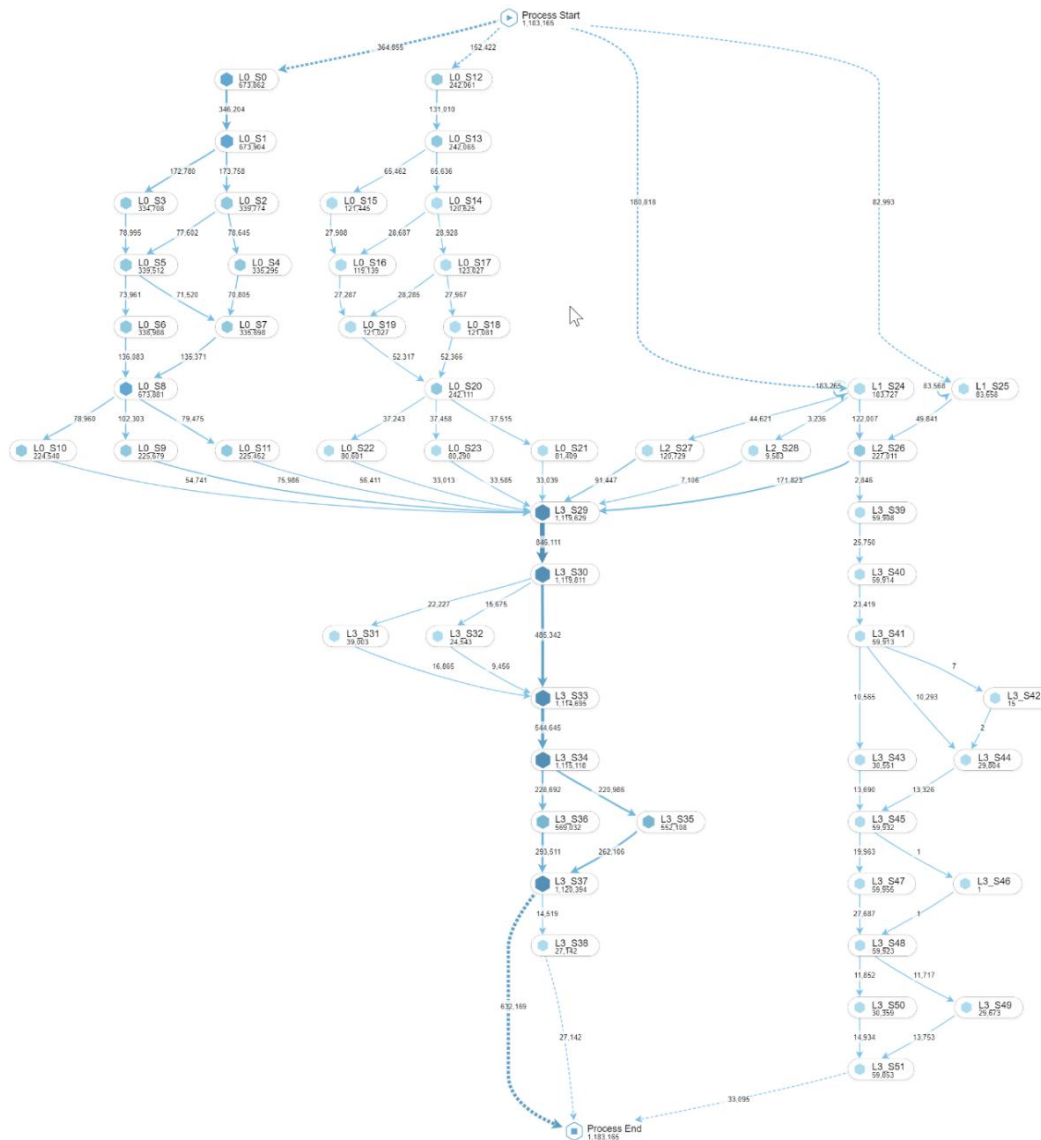 Process Start
1,183,165
364,055
152,422
L0_S0
673,862
L0_S12
242,061
346,204
131,010
L0_S1
673,904
L0_S13
242,065
172,780
173,758
65,462
65,636
180,818
82,993
L0_S3
334,708
L0_S2
339,774
L0_S15
121,445
L0_S14
120,625
78,995
77,602
78,645
27,988
28,687
28,928
L0_S5
339,512
L0_S4
335,295
L0_S16
119,139
L0_S17
123,027
73,961
71,520
70,805
27,287
28,285
27,967
L0_S6
338,988
L0_S7
335,698
L0_S19
121,027
L0_S18
121,081
136,083
135,371
52,317
52,366
L0_S8
673,881
L0_S20
242,111
183,265
L1_S24
183,727
83,568
L1_S25
83,658
78,960
102,303
79,475
37,243
37,458
37,515
44,621
3,236
122,007
49,841
L0_S10
224,540
L0_S9
225,679
L0_S11
225,462
L0_S22
80,601
L0_S23
80,290
L0_S21
81,409
L2_S27
120,729
L2_S28
9,583
L2_S26
227,011
54,741
75,986
56,411
33,013
33,585
33,039
91,447
7,106
171,823
2,846
L3_S29
1,119,629
L3_S39
59,908
846,111
25,750
L3_S30
1,119,811
L3_S40
59,914
22,227
15,675
486,342
23,419
L3_S31
39,003
L3_S32
24,543
L3_S41
59,913
16,865
9,456
7
10,565
10,293
L3_S33
1,114,695
L3_S42
15
544,645
2
L3_S34
1,115,118
L3_S43
30,551
L3_S44
29,804
228,692
220,986
13,690
13,326
L3_S36
569,032
L3_S35
552,108
L3_S45
59,932
293,511
262,106
19,963
1
L3_S37
1,120,394
L3_S47
59,955
L3_S46
1
14,519
27,687
1
L3_S38
27,142
L3_S48
59,923
11,852
11,717
632,169
L3_S50
30,359
L3_S49
29,673
27,142
14,934
13,753
L3_S51
59,853
33,095
Process End
1,183,165